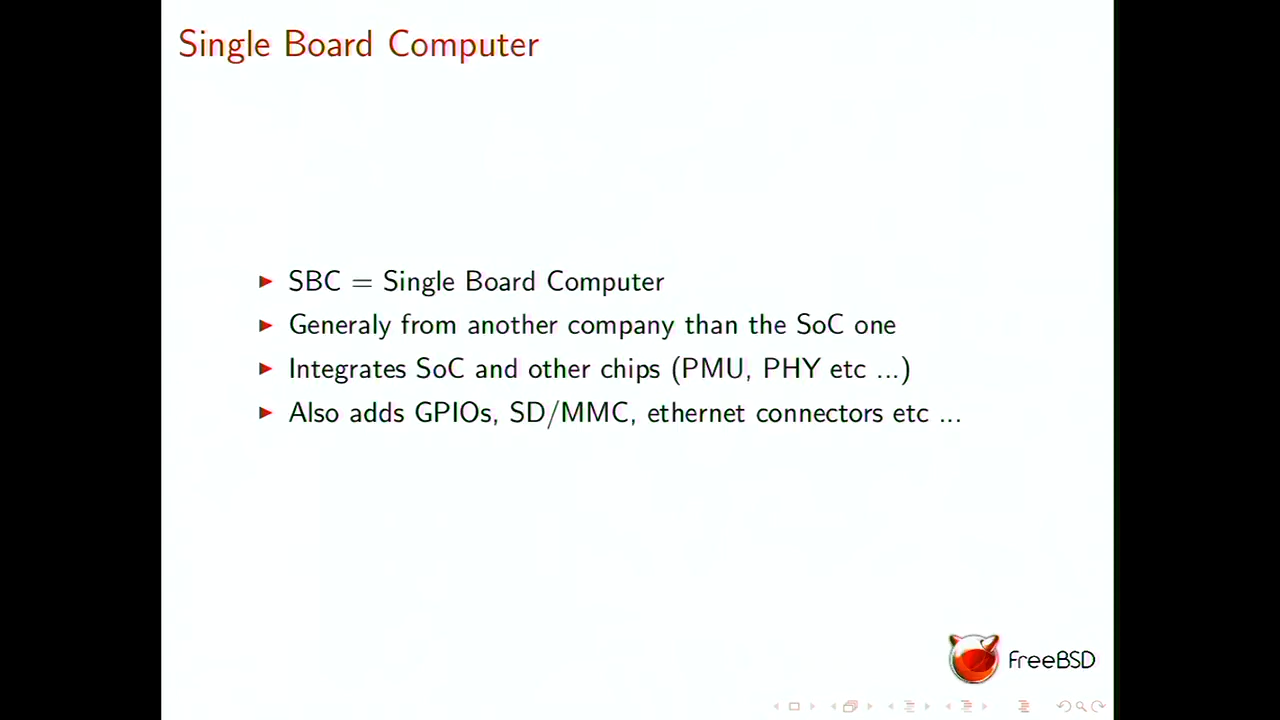 Single Board Computer
SBC = Single Board Computer
Generaly from another company than the SoC one
Integrates SoC and other chips (PMU, PHY etc ...)
Also adds GPIOs, SD/MMC, ethernet connectors etc ...
FreeBSD